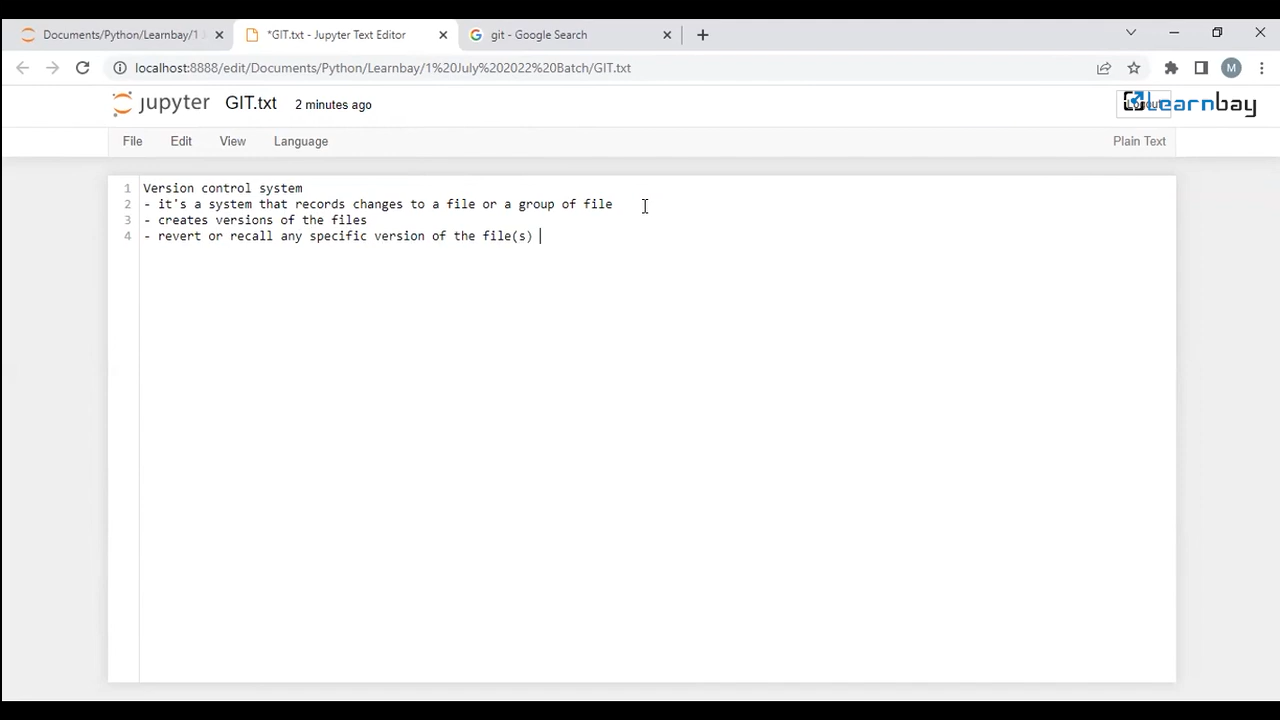 Documents/Python/Learnbay/1
*GIT.txt - Jupyter Text Editor
git - Google Search
localhost:8888/edit/Documents/Python/Learnbay/1%20July%202022%20Batch/GIT.txt
M
jupyter GIT.txt 2 minutes ago
learnbay
File Edit View Language
Plain Text
1 Version control system
2 - it's a system that records changes to a file or a group of file
3 - creates versions of the files
4 - revert or recall any specific version of the file(s)